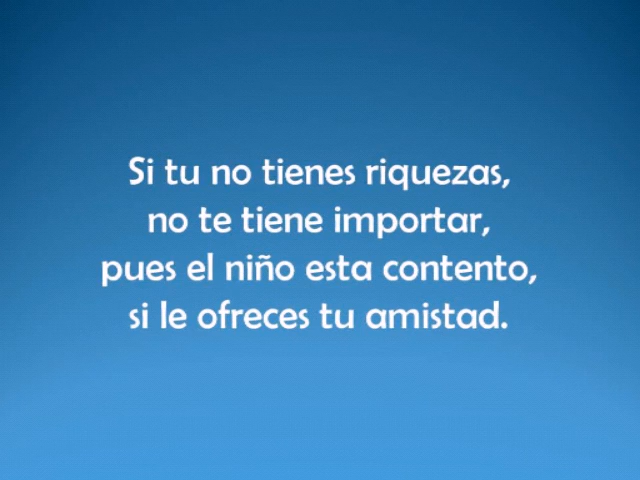 Si tu no tienes riquezas,
no te tiene importar,
pues el niño esta contento,
si le ofreces tu amistad.